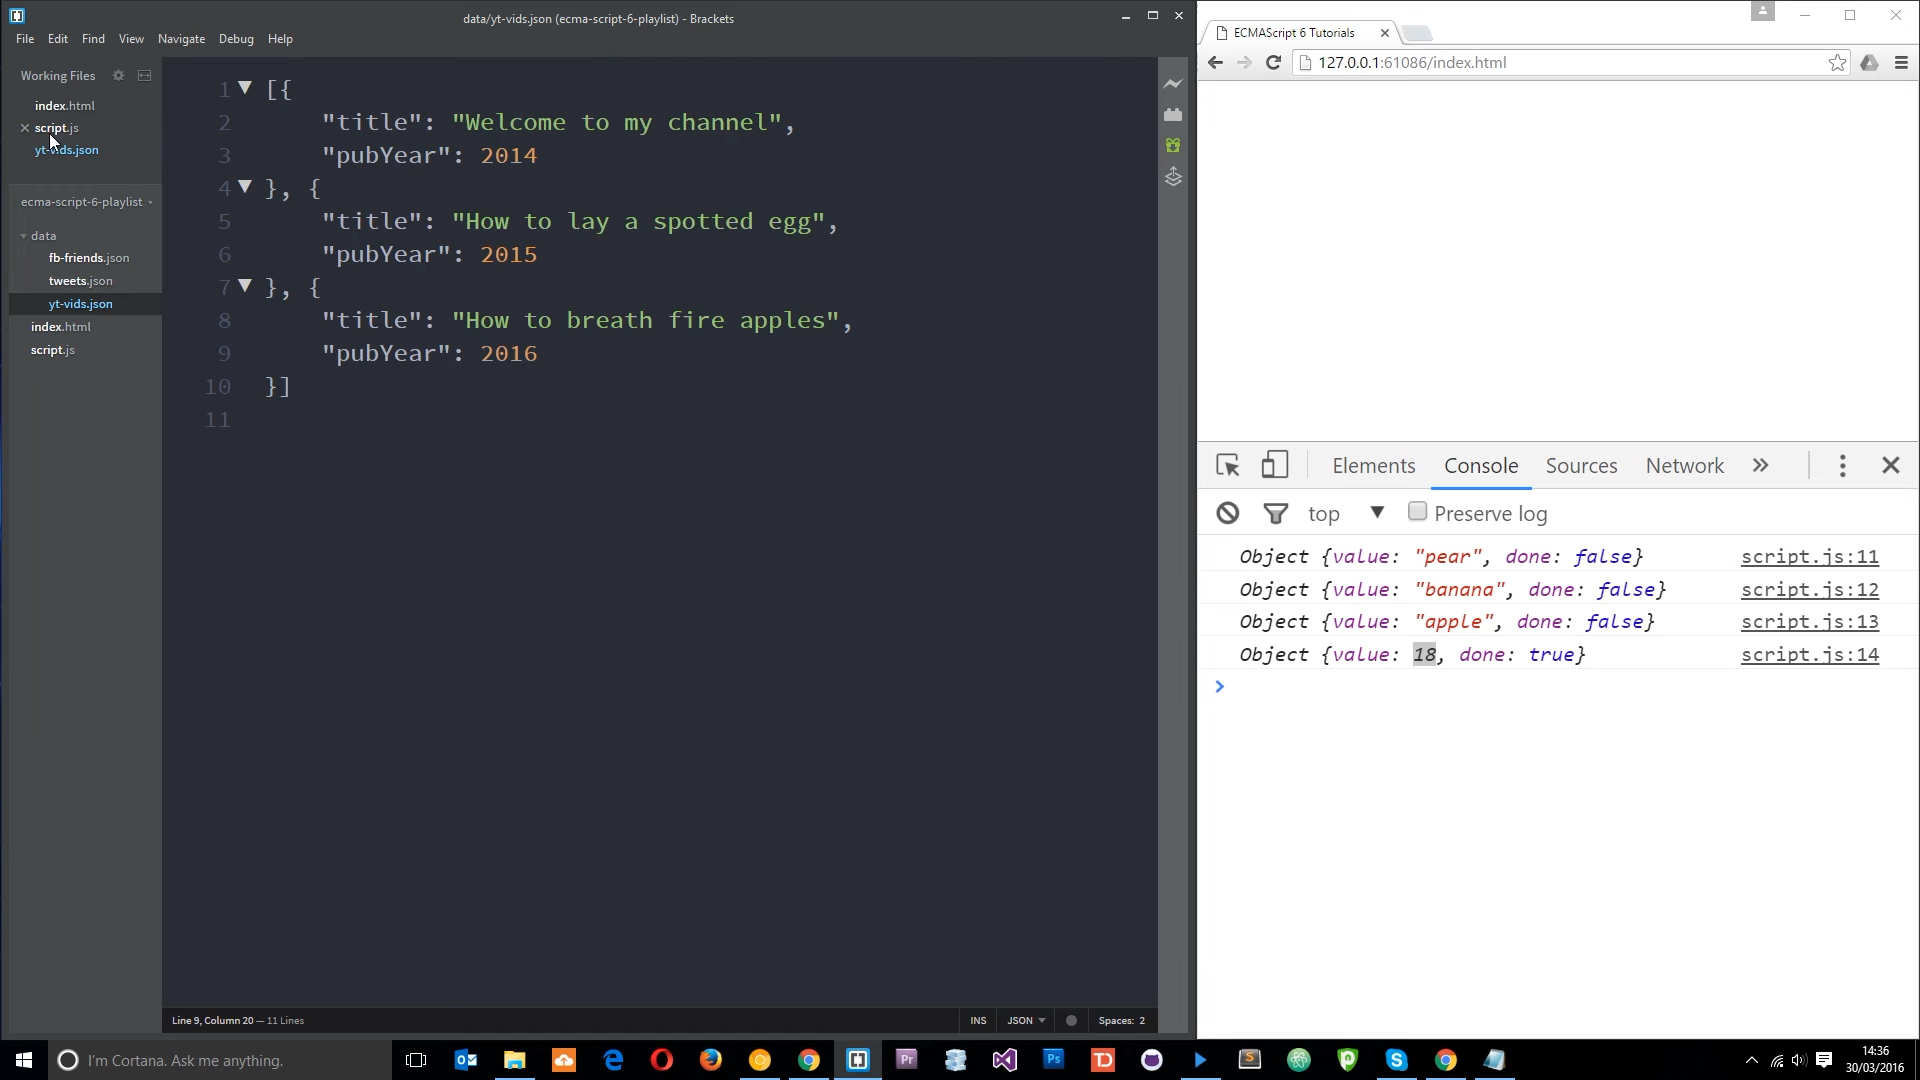 data/yt-vids.json (ecma-script-6-playlist) - Brackets
File Edit Find View Navigate Debug Help
Working Files
index.html
script.js
yt-vids.json
ecma-script-6-playlist
data
fb-friends.json
tweets.json
yt-vids.json
index.html
script.js
1 [{
2 "title": "Welcome to my channel",
3 "pubYear": 2014
4 }, {
5 "title": "How to lay a spotted egg",
6 "pubYear": 2015
7 }, {
8 "title": "How to breath fire apples",
9 "pubYear": 2016
10 }]
11
Line 9, Column 20 — 11 Lines
INS JSON Spaces: 2
ECMAScript 6 Tutorials
127.0.0.1:61086/index.html
Elements Console Sources Network
top Preserve log
Object {value: "pear", done: false} script.js:11
Object {value: "banana", done: false} script.js:12
Object {value: "apple", done: false} script.js:13
Object {value: 18, done: true} script.js:14
I'm Cortana. Ask me anything.
Pr
Ps
TD
14:36
30/03/2016